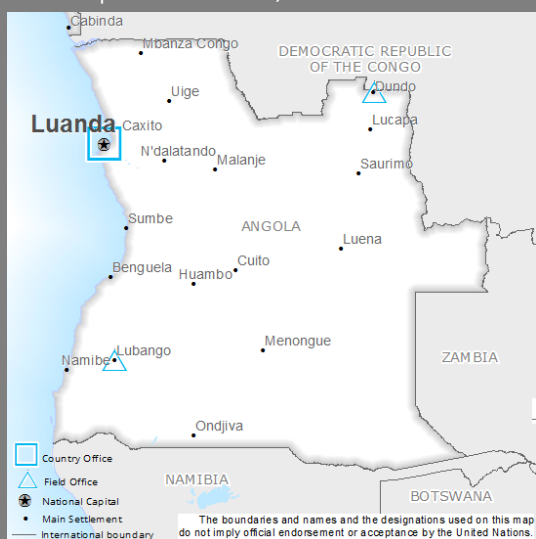 Cabinda
Mbanza Congo
DEMOCRATIC REPUBLIC
OF THE CONGO
Uige
Dundo
Luanda
Caxito
Lucapa
N'dalatando
Malanje
Saurimo
Sumbe
ANGOLA
Luena
Benguela
Huambo
Cuito
Lubango
Namibe
Menongue
ZAMBIA
Ondjiva
NAMIBIA
BOTSWANA
Country Office
Field Office
National Capital
Main Settlement
International boundary
The boundaries and names and the designations used on this map
do not imply official endorsement or acceptance by the United Nations.